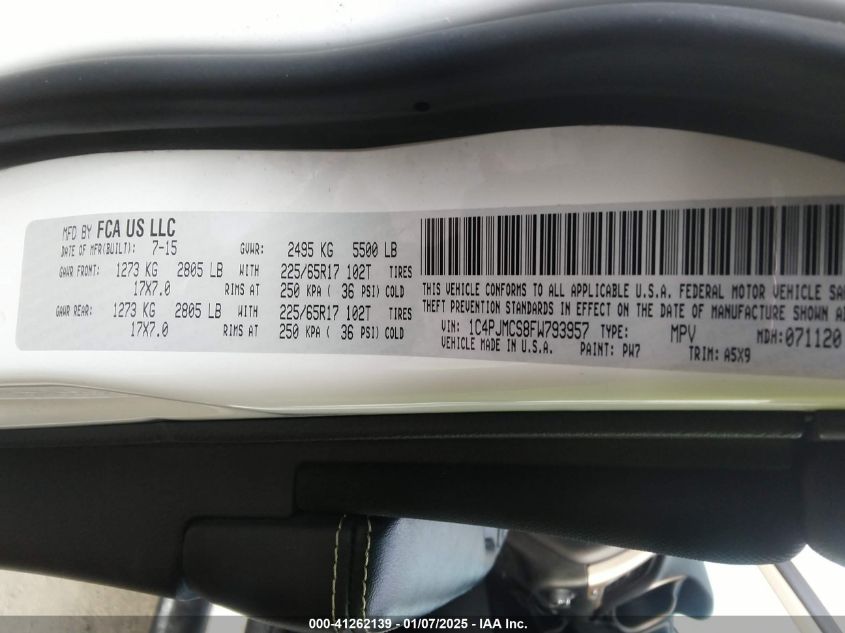 MFD BY FCA US LLC
DATE OF MFR(BUILT): 7-15 GVWR: 2495 KG 5500 LB
GAWR FRONT: 1273 KG 2805 LB WITH 225/65R17 102T TIRES
17X7.0 RIMS AT 250 KPA ( 36 PSI) COLD
GAWR REAR: 1273 KG 2805 LB WITH 225/65R17 102T TIRES
17X7.0 RIMS AT 250 KPA ( 36 PSI) COLD
THIS VEHICLE CONFORMS TO ALL APPLICABLE U.S.A. FEDERAL MOTOR VEHICLE SA
THEFT PREVENTION STANDARDS IN EFFECT ON THE DATE OF MANUFACTURE SHOWN AB
VIN: 1C4PJMCS8FW793957 TYPE: MPV MDH:071120
VEHICLE MADE IN U.S.A. PAINT: PW7 TRIM: A5X9
000-41262139 - 01/07/2025 - IAA Inc.